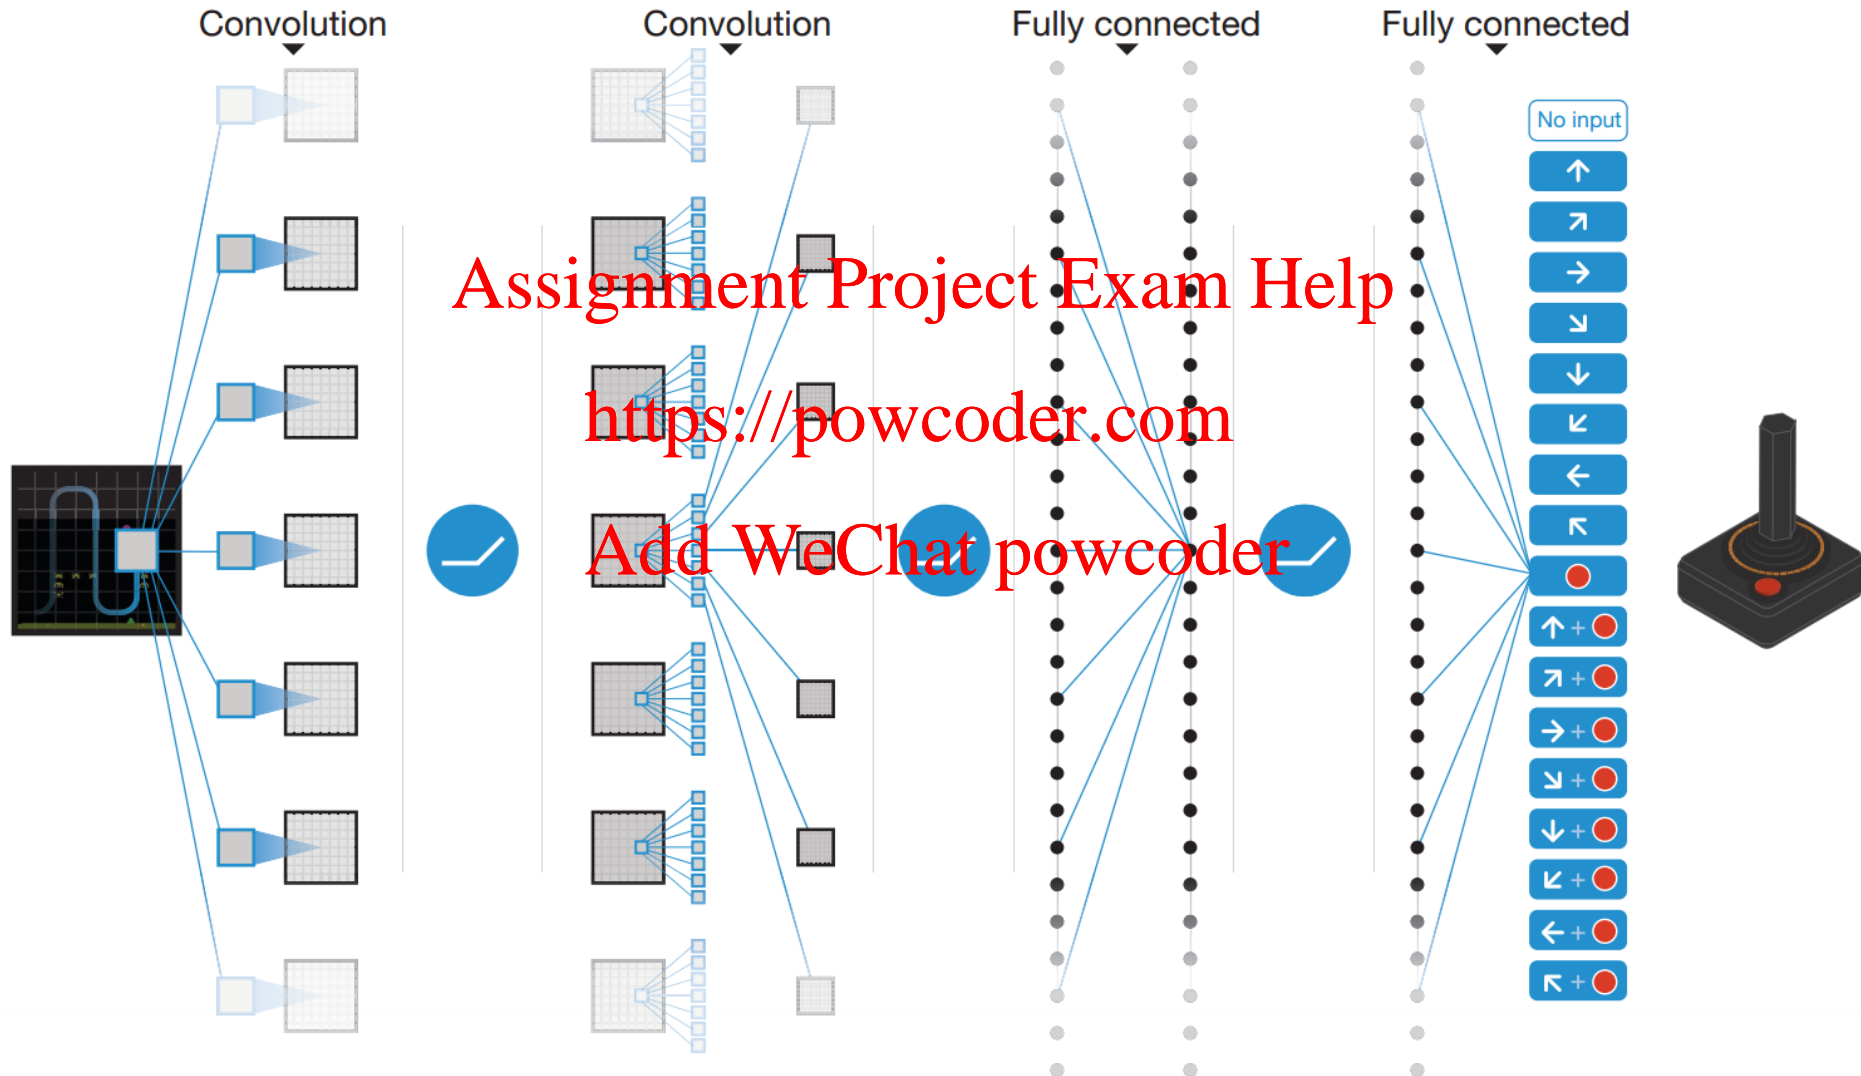 Convolution Convolution Fully connected Fully connected
No input
Assignment Project Exam Help
https://powcoder.com
Add WeChat powcoder